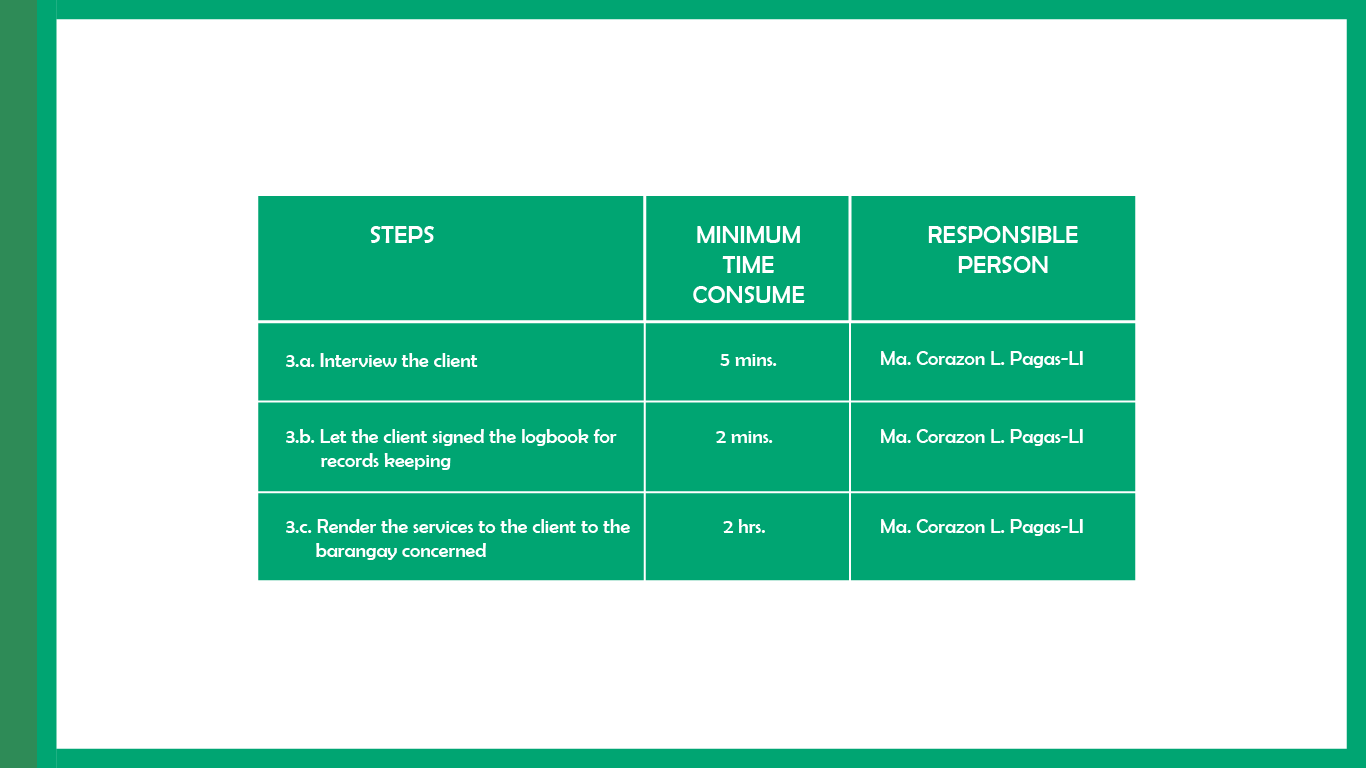 STEPS
MINIMUM
TIME
CONSUME
RESPONSIBLE
PERSON
3.a. Interview the client
5 mins.
Ma. Corazon L. Pagas-LI
3.b. Let the client signed the logbook for
records keeping
2 mins.
Ma. Corazon L. Pagas-LI
3.c. Render the services to the client to the
barangay concerned
2 hrs.
Ma. Corazon L. Pagas-LI